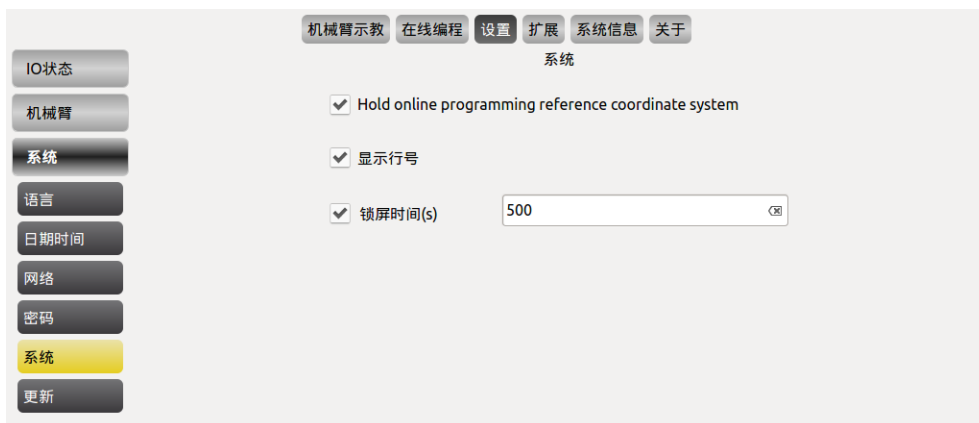 机械臂示教 在线编程 设置 扩展 系统信息 关于
系统
IO状态
机械臂
系统
语言
日期时间
网络
密码
系统
更新
Hold online programming reference coordinate system
显示行号
锁屏时间(s) 500